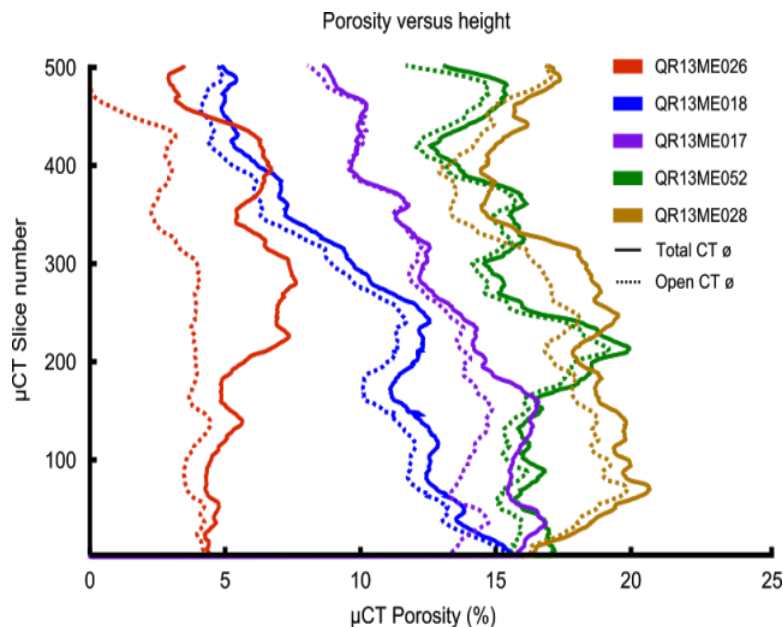 Porosity versus height
500
400
300
200
100
µCT Slice number
0
5
10
15
20
25
µCT Porosity (%)
QR13ME026
QR13ME018
QR13ME017
QR13ME052
QR13ME028
Total CT ø
Open CT ø